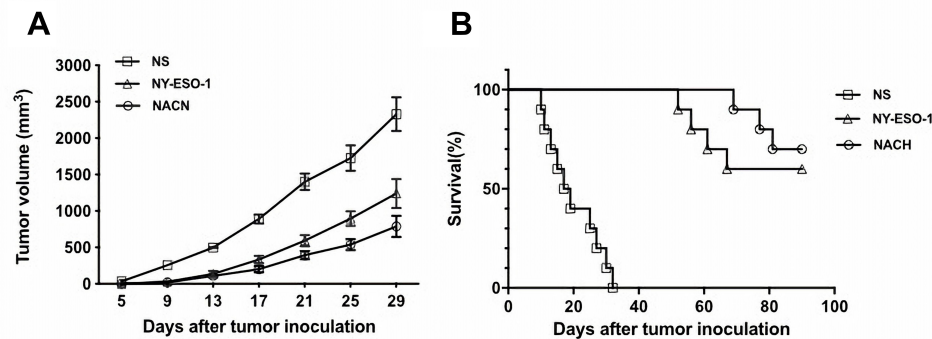 A
NS
NY-ESO-1
NACN
Tumor volume (mm³)
3000
2500
2000
1500
1000
500
0
5 9 13 17 21 25 29
Days after tumor inoculation
B
NS
NY-ESO-1
NACH
Survival(%)
100
50
0
0 20 40 60 80 100
Days after tumor inoculation